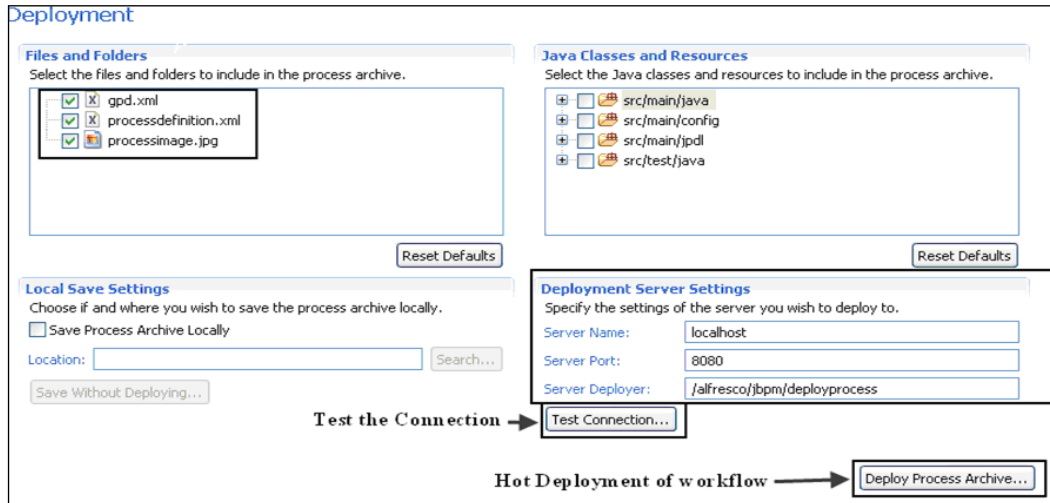 Deployment
Files and Folders
Select the files and folders to include in the process archive.
gpd.xml
processdefinition.xml
processimage.jpg
Reset Defaults
Java Classes and Resources
Select the Java classes and resources to include in the process archive.
src/main/java
src/main/config
src/main/jpdl
src/test/java
Reset Defaults
Local Save Settings
Choose if and where you wish to save the process archive locally.
Save Process Archive Locally
Location:
Search...
Save Without Deploying...
Deployment Server Settings
Specify the settings of the server you wish to deploy to.
Server Name: localhost
Server Port: 8080
Server Deployer: /alfresco/jbpm/deployprocess
Test the Connection
Test Connection...
Hot Deployment of workflow
Deploy Process Archive...